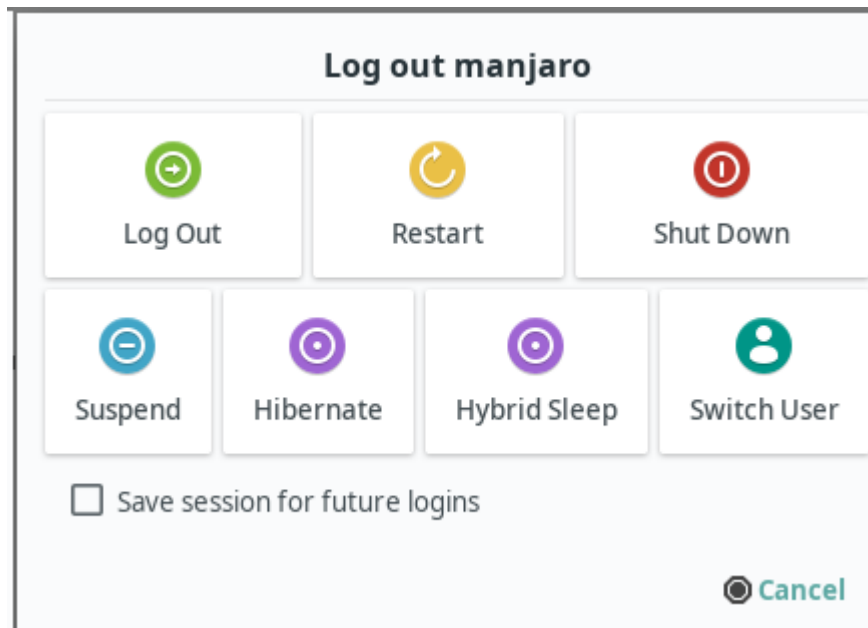 Log out manjaro
Log Out Restart Shut Down
Suspend Hibernate Hybrid Sleep Switch User
Save session for future logins
Cancel